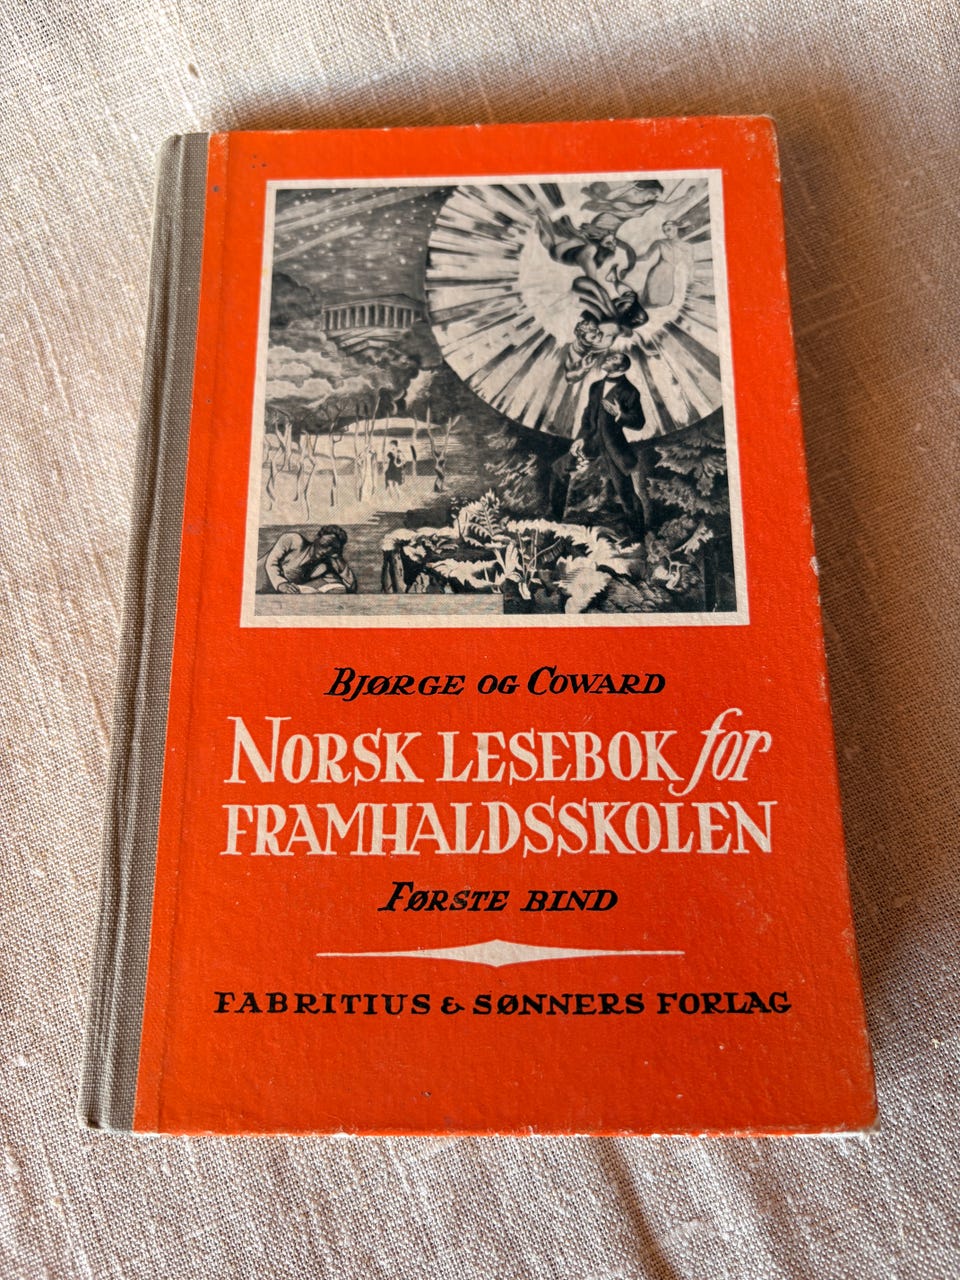 BJØRGE OG COWARD
NORSK LESEBOK for
FRAMHALDSSKOLEN
FØRSTE BIND
FABRITIUS & SØNNERS FORLAG